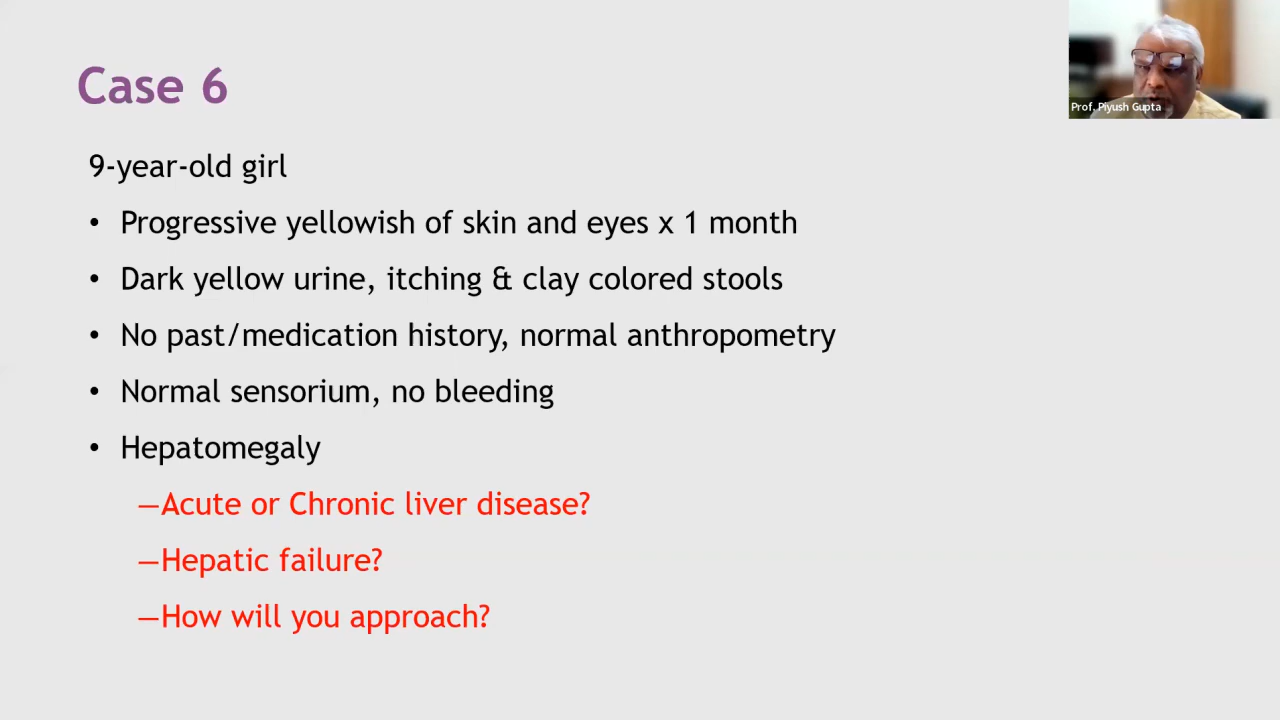 Case 6
Prof. Piyush Gupta
9-year-old girl
• Progressive yellowish of skin and eyes x 1 month
• Dark yellow urine, itching & clay colored stools
• No past/medication history, normal anthropometry
• Normal sensorium, no bleeding
• Hepatomegaly
—Acute or Chronic liver disease?
—Hepatic failure?
—How will you approach?